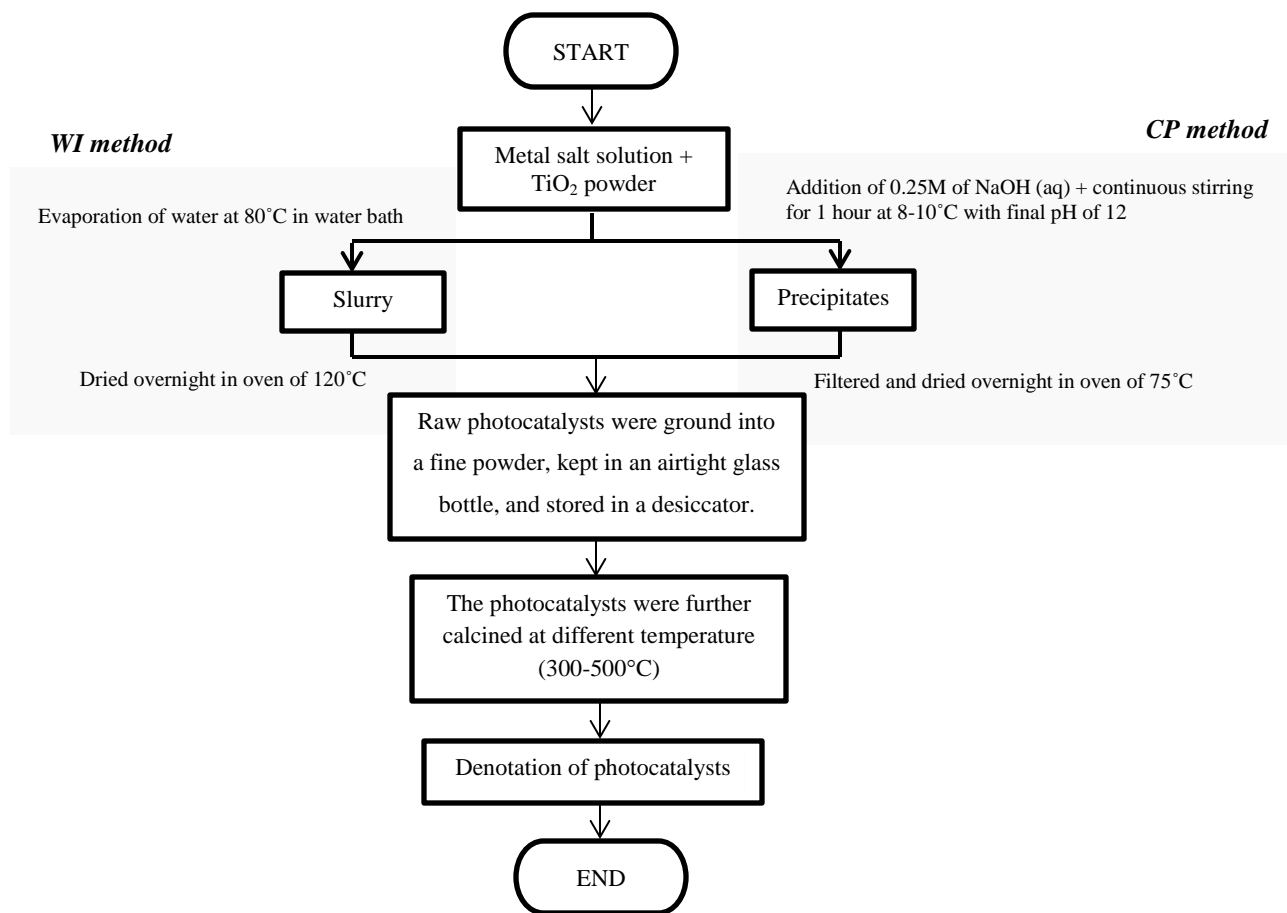 START
WI method
CP method
Metal salt solution +
TiO₂ powder
Evaporation of water at 80˚C in water bath
Addition of 0.25M of NaOH (aq) + continuous stirring
for 1 hour at 8-10˚C with final pH of 12
Slurry
Precipitates
Dried overnight in oven of 120˚C
Filtered and dried overnight in oven of 75˚C
Raw photocatalysts were ground into
a fine powder, kept in an airtight glass
bottle, and stored in a desiccator.
The photocatalysts were further
calcined at different temperature
(300-500°C)
Denotation of photocatalysts
END